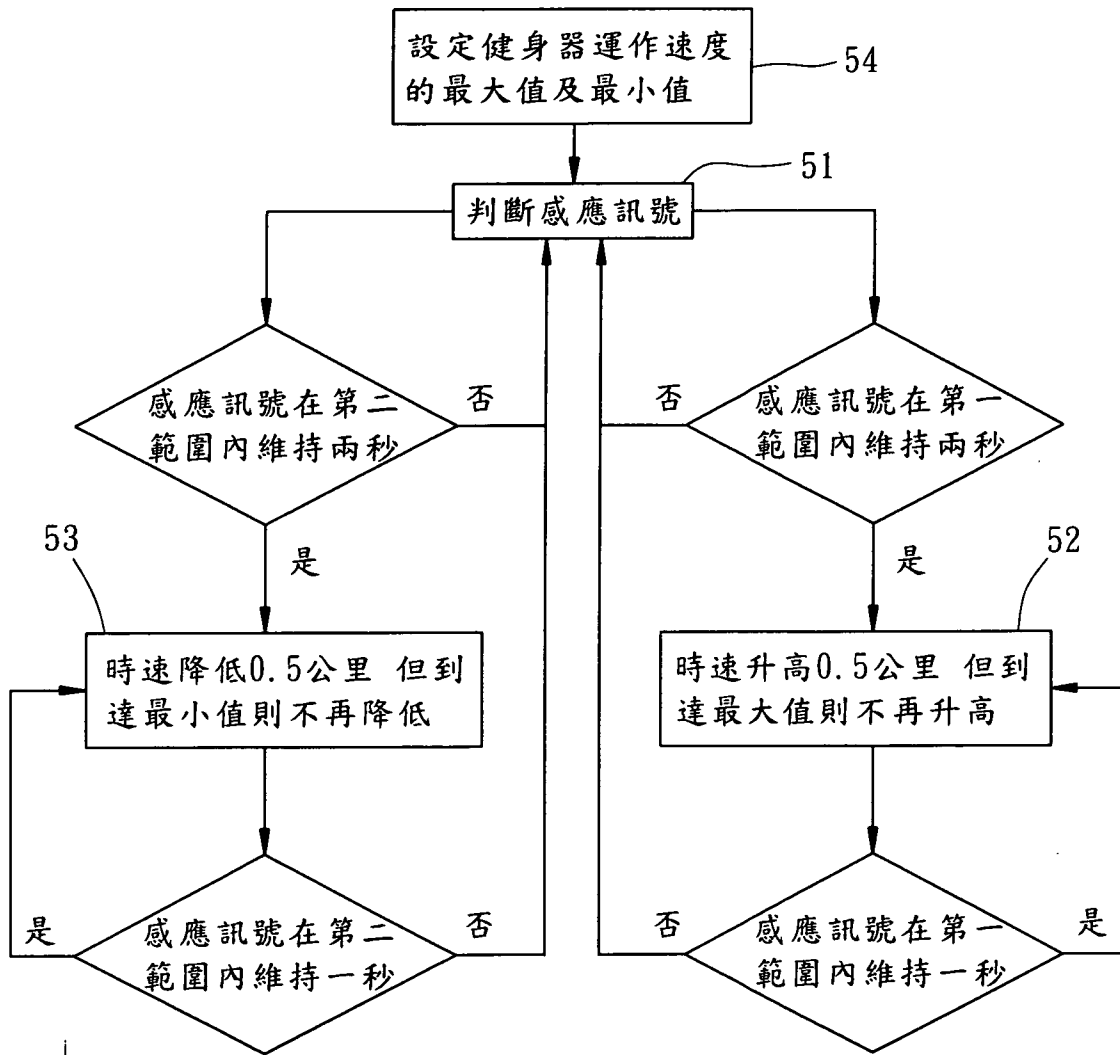 設定健身器運作速度
的最大值及最小值
54
51
判斷感應訊號
感應訊號在第二
範圍內維持兩秒
否
否
感應訊號在第一
範圍內維持兩秒
53
是
52
是
時速降低0.5公里 但到
達最小值則不再降低
時速升高0.5公里 但到
達最大值則不再升高
是
感應訊號在第二
範圍內維持一秒
否
否
感應訊號在第一
範圍內維持一秒
是